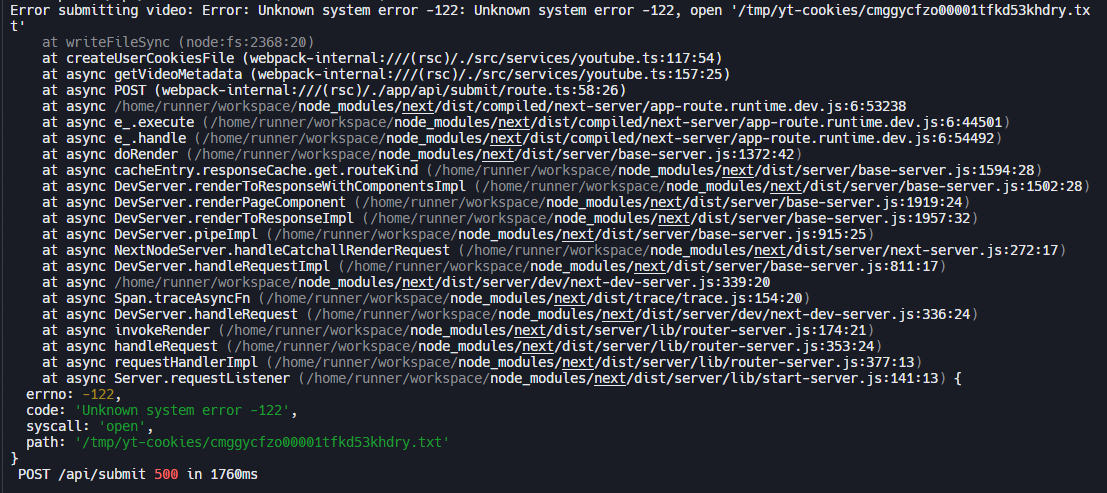 Error submitting video: Error: Unknown system error -122: Unknown system error -122, open '/tmp/yt-cookies/cmggycfzo00001tfkd53khdry.tx
t'
    at writeFileSync (node:fs:2368:20)
    at createUserCookiesFile (webpack-internal:///(rsc)/./src/services/youtube.ts:117:54)
    at async getVideoMetadata (webpack-internal:///(rsc)/./src/services/youtube.ts:157:25)
    at async POST (webpack-internal:///(rsc)/./app/api/submit/route.ts:58:26)
    at async /home/runner/workspace/node_modules/next/dist/compiled/next-server/app-route.runtime.dev.js:6:53238
    at async e_.execute (/home/runner/workspace/node_modules/next/dist/compiled/next-server/app-route.runtime.dev.js:6:44501)
    at async e_.handle (/home/runner/workspace/node_modules/next/dist/compiled/next-server/app-route.runtime.dev.js:6:54492)
    at async doRender (/home/runner/workspace/node_modules/next/dist/server/base-server.js:1372:42)
    at async cacheEntry.responseCache.get.routeKind (/home/runner/workspace/node_modules/next/dist/server/base-server.js:1594:28)
    at async DevServer.renderToResponseWithComponentsImpl (/home/runner/workspace/node_modules/next/dist/server/base-server.js:1502:28)
    at async DevServer.renderPageComponent (/home/runner/workspace/node_modules/next/dist/server/base-server.js:1919:24)
    at async DevServer.renderToResponseImpl (/home/runner/workspace/node_modules/next/dist/server/base-server.js:1957:32)
    at async DevServer.pipeImpl (/home/runner/workspace/node_modules/next/dist/server/base-server.js:915:25)
    at async NextNodeServer.handleCatchallRenderRequest (/home/runner/workspace/node_modules/next/dist/server/next-server.js:272:17)
    at async DevServer.handleRequestImpl (/home/runner/workspace/node_modules/next/dist/server/base-server.js:811:17)
    at async /home/runner/workspace/node_modules/next/dist/server/dev/next-dev-server.js:339:20
    at async Span.traceAsyncFn (/home/runner/workspace/node_modules/next/dist/trace/trace.js:154:20)
    at async DevServer.handleRequest (/home/runner/workspace/node_modules/next/dist/server/dev/next-dev-server.js:336:24)
    at async invokeRender (/home/runner/workspace/node_modules/next/dist/server/lib/router-server.js:174:21)
    at async handleRequest (/home/runner/workspace/node_modules/next/dist/server/lib/router-server.js:353:24)
    at async requestHandlerImpl (/home/runner/workspace/node_modules/next/dist/server/lib/router-server.js:377:13)
    at async Server.requestListener (/home/runner/workspace/node_modules/next/dist/server/lib/start-server.js:141:13) {
  errno: -122,
  code: 'Unknown system error -122',
  syscall: 'open',
  path: '/tmp/yt-cookies/cmggycfzo00001tfkd53khdry.txt'
}
 POST /api/submit 500 in 1760ms